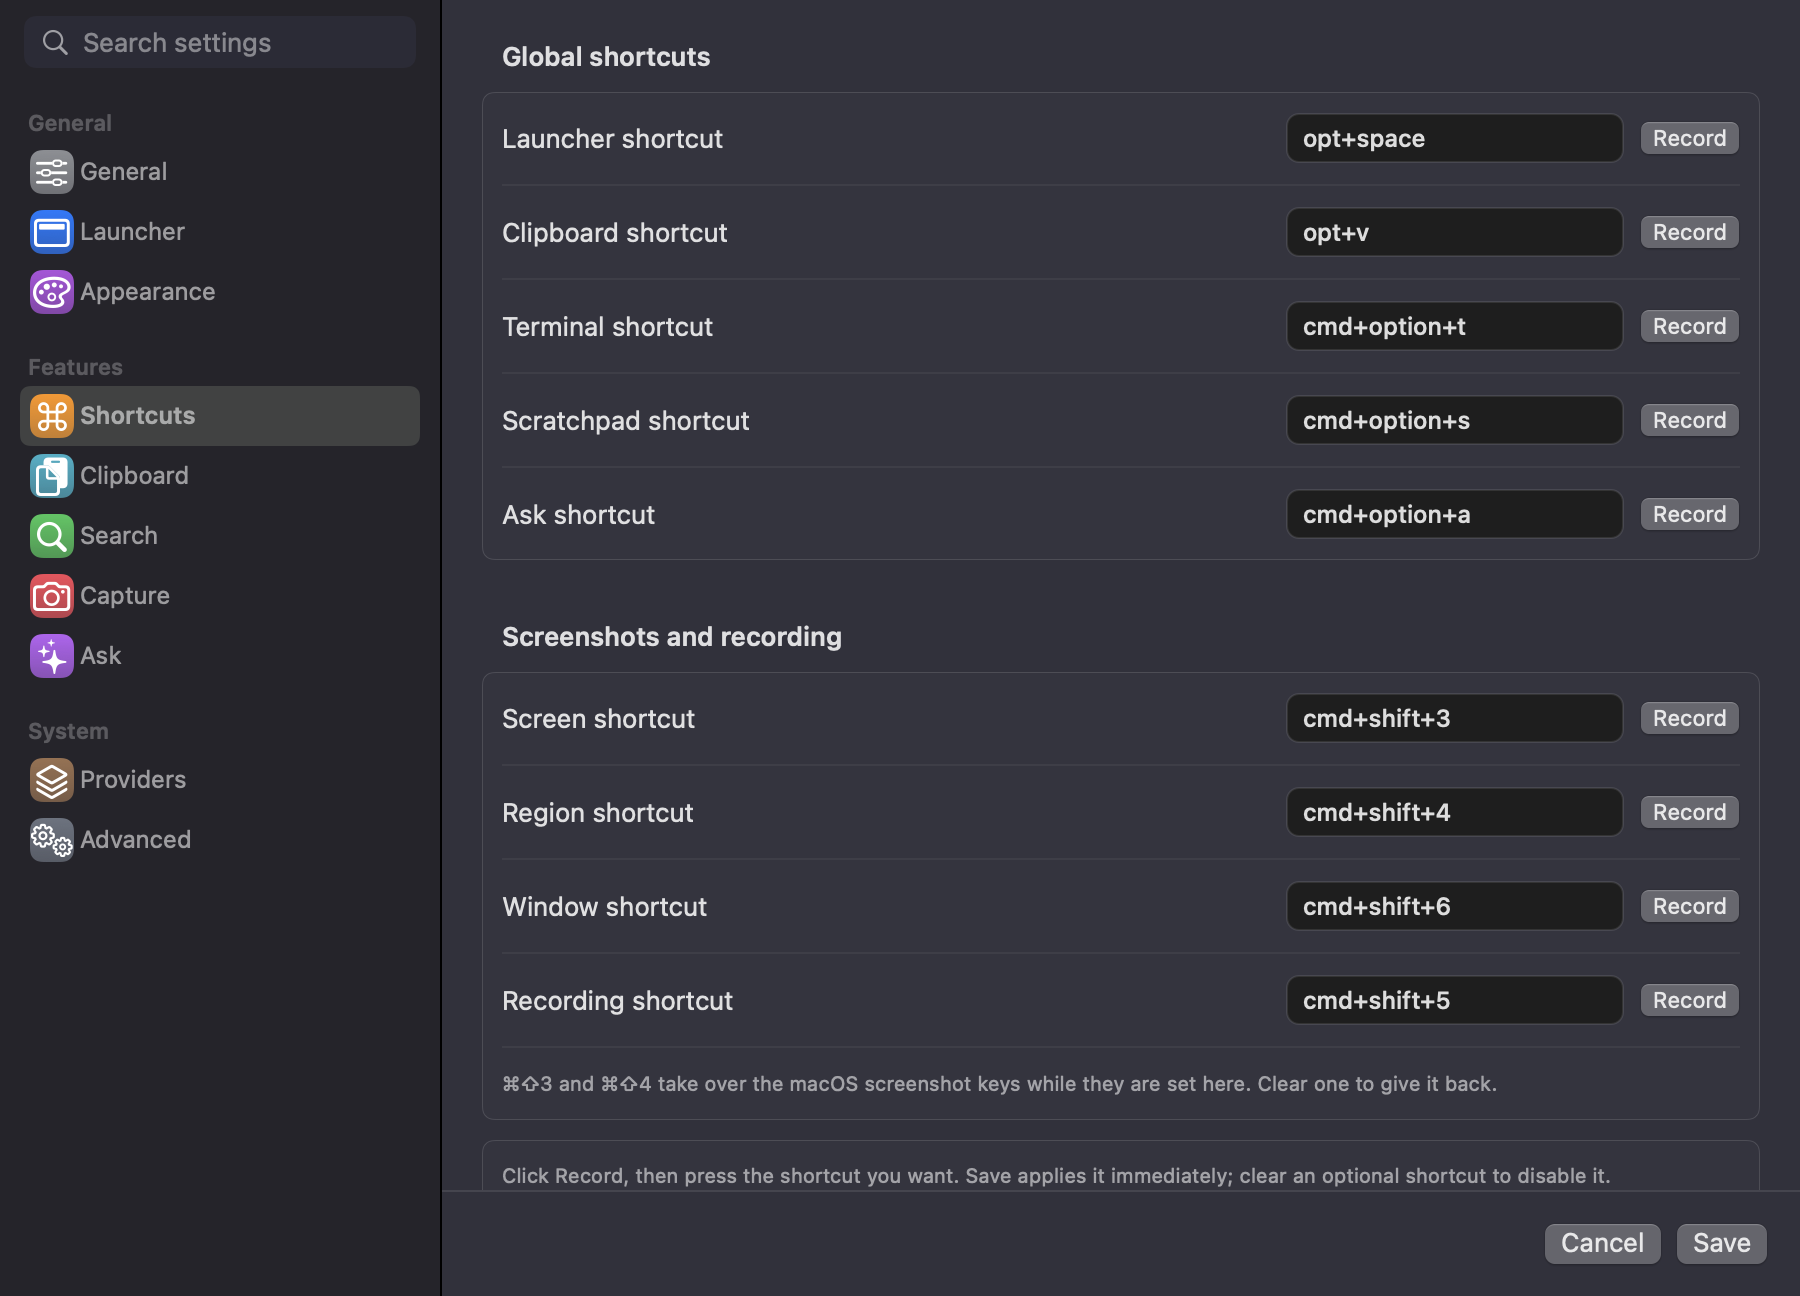 Search settings
General
General
Launcher
Appearance
Features
Shortcuts
Clipboard
Search
Capture
Ask
System
Providers
Advanced
Global shortcuts
Launcher shortcut opt+space Record
Clipboard shortcut opt+v Record
Terminal shortcut cmd+option+t Record
Scratchpad shortcut cmd+option+s Record
Ask shortcut cmd+option+a Record
Screenshots and recording
Screen shortcut cmd+shift+3 Record
Region shortcut cmd+shift+4 Record
Window shortcut cmd+shift+6 Record
Recording shortcut cmd+shift+5 Record
⌘⇧3 and ⌘⇧4 take over the macOS screenshot keys while they are set here. Clear one to give it back.
Click Record, then press the shortcut you want. Save applies it immediately; clear an optional shortcut to disable it.
Cancel Save